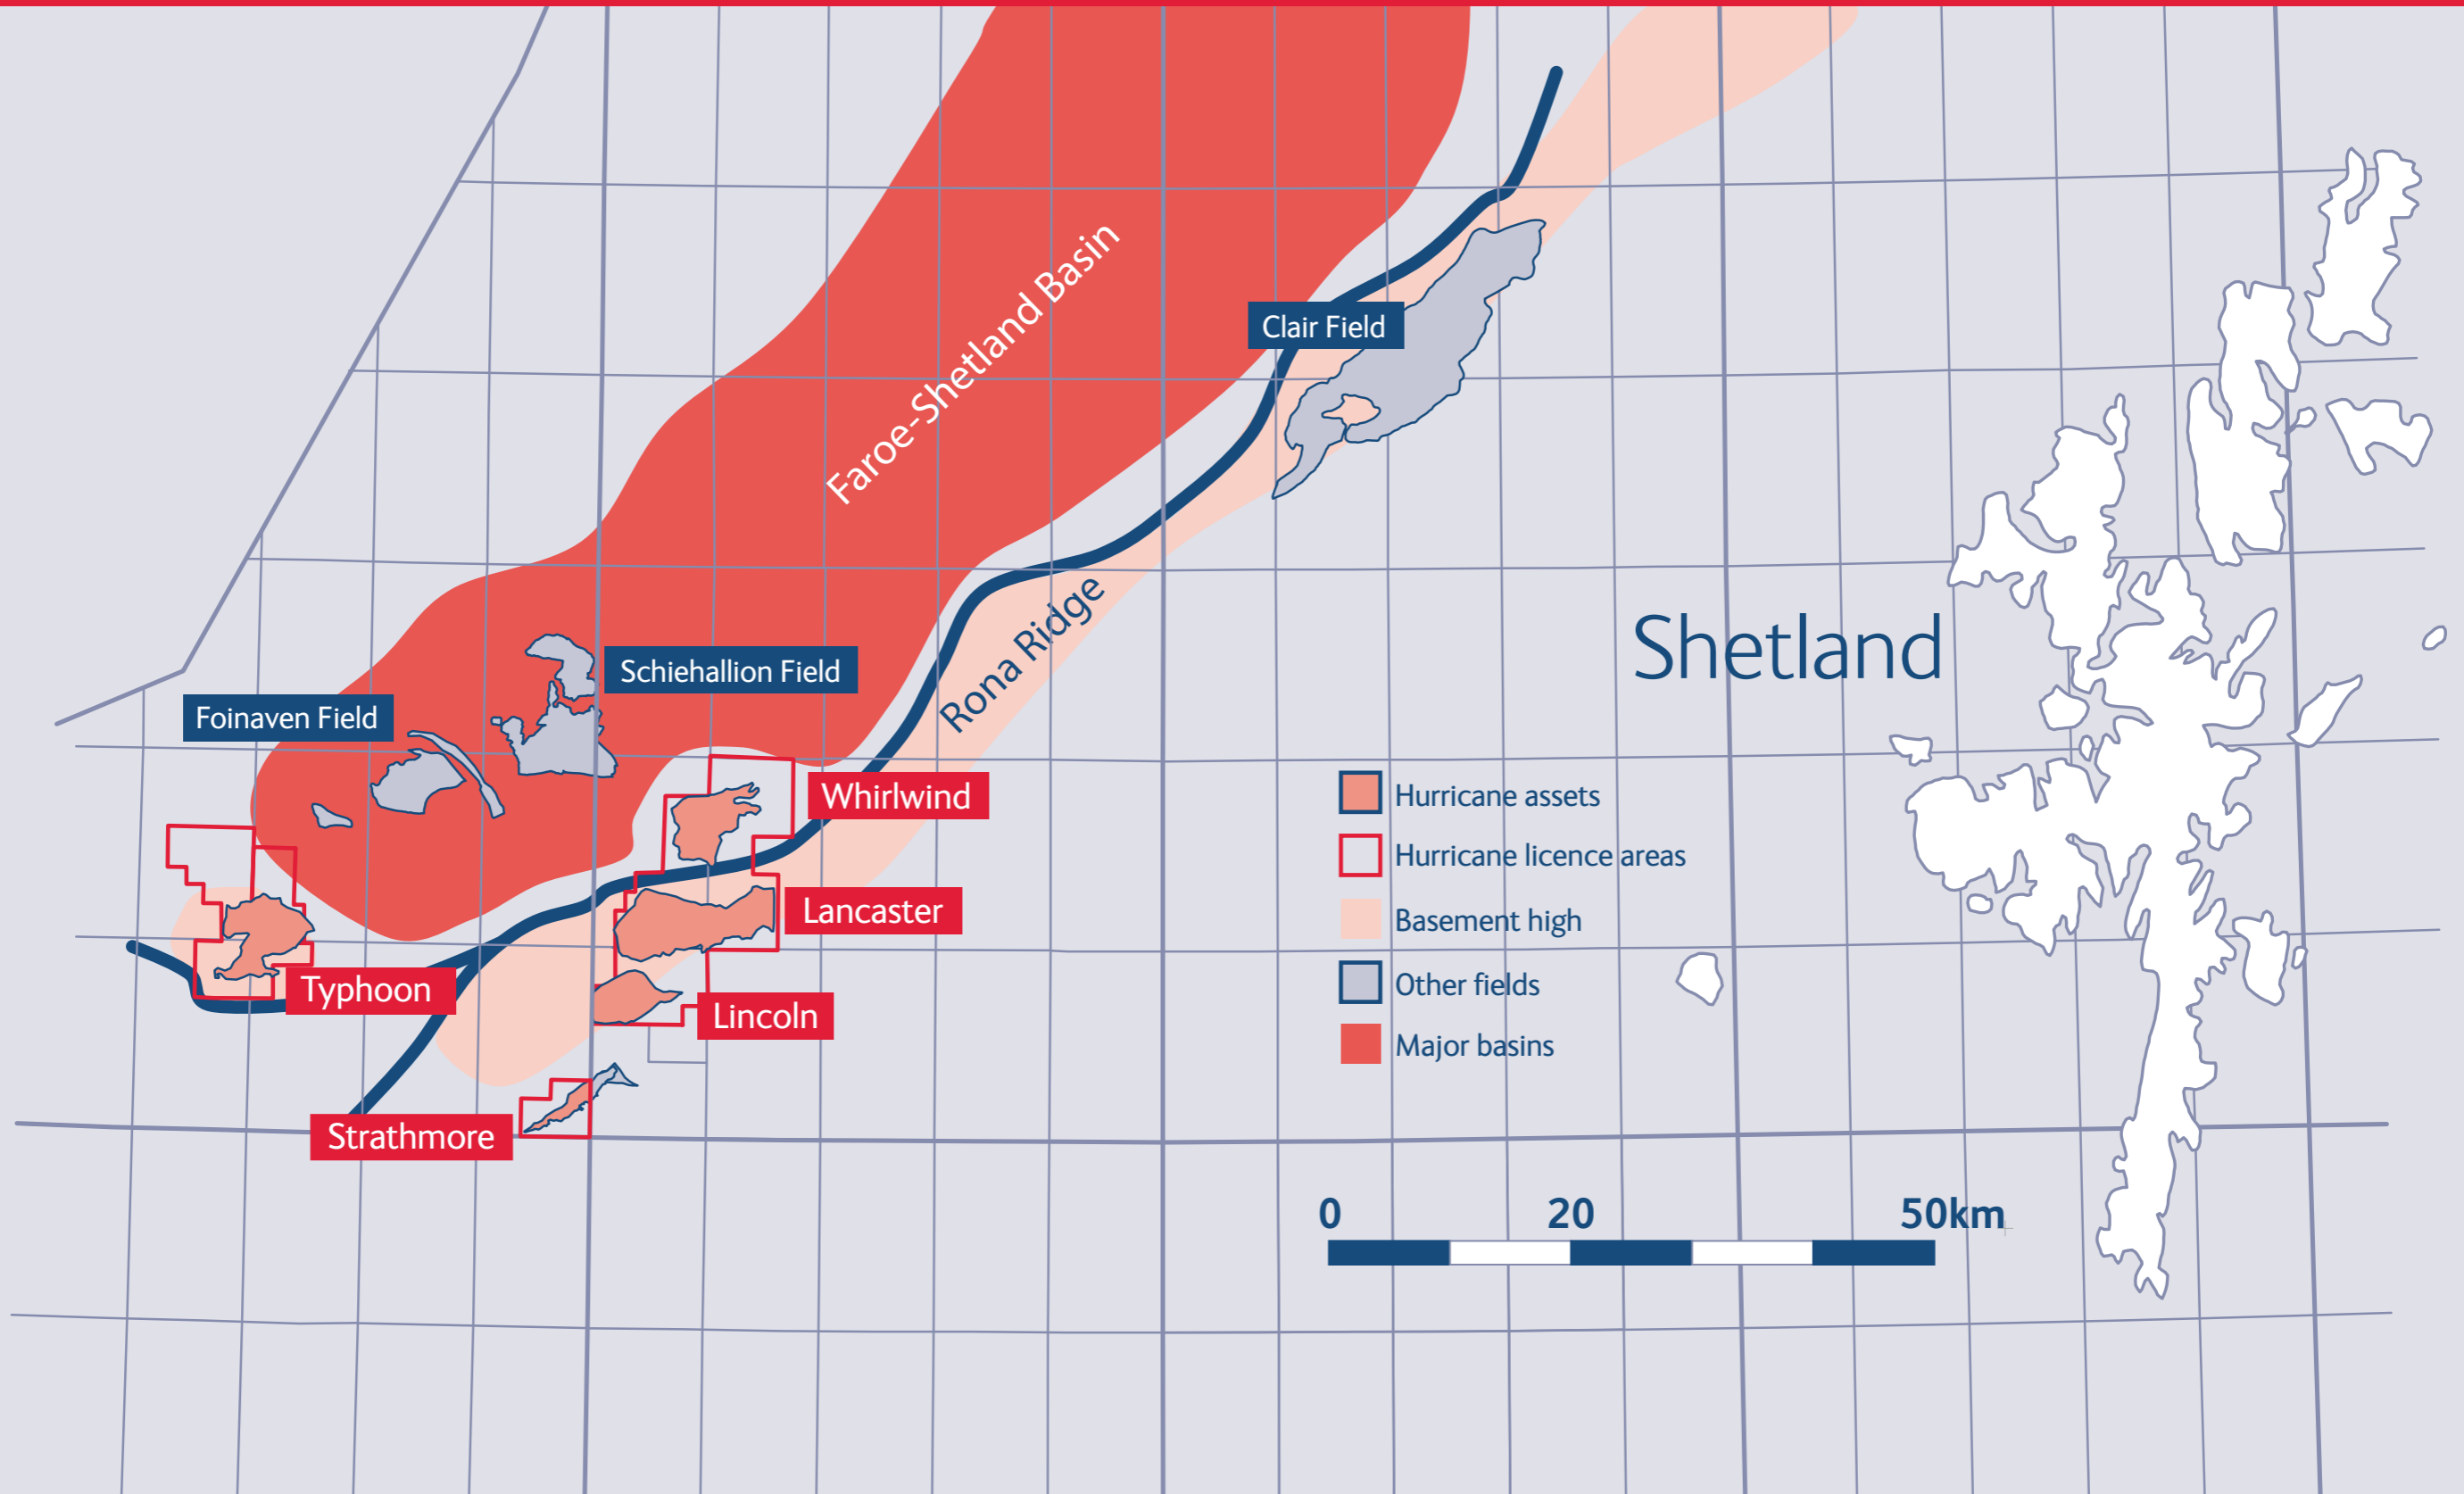 Faroe-Shetland Basin
Clair Field
Rona Ridge
Shetland
Schiehallion Field
Foinaven Field
Whirlwind
Lancaster
Typhoon
Lincoln
Strathmore
Hurricane assets
Hurricane licence areas
Basement high
Other fields
Major basins
0 20 50km